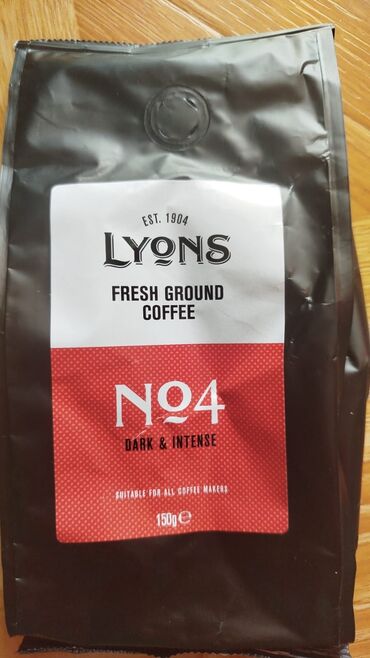 EST. 1904
LYONS
FRESH GROUND
COFFEE
No4
DARK & INTENSE
SUITABLE FOR ALL COFFEE MAKERS
150g ℮